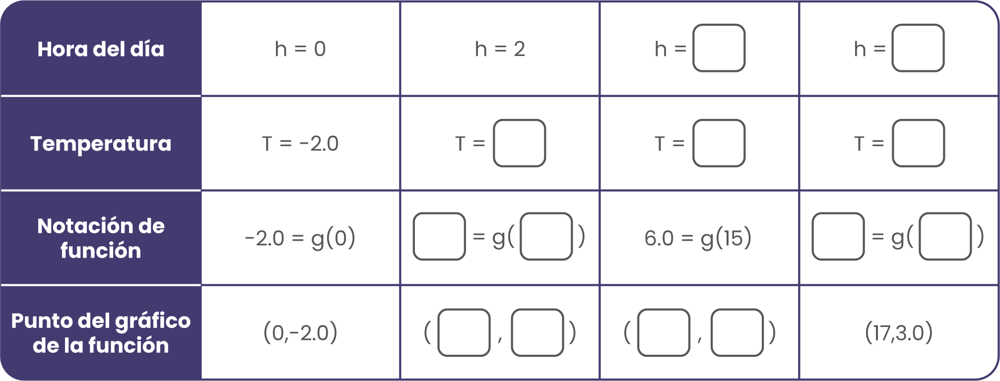 Hora del día
h = 0
h = 2
h =
h =
Temperatura
T = -2.0
T =
T =
T =
Notación de
función
-2.0 = g(0)
= g( )
6.0 = g(15)
= g( )
Punto del gráfico
de la función
(0,-2.0)
( , )
( , )
(17,3.0)